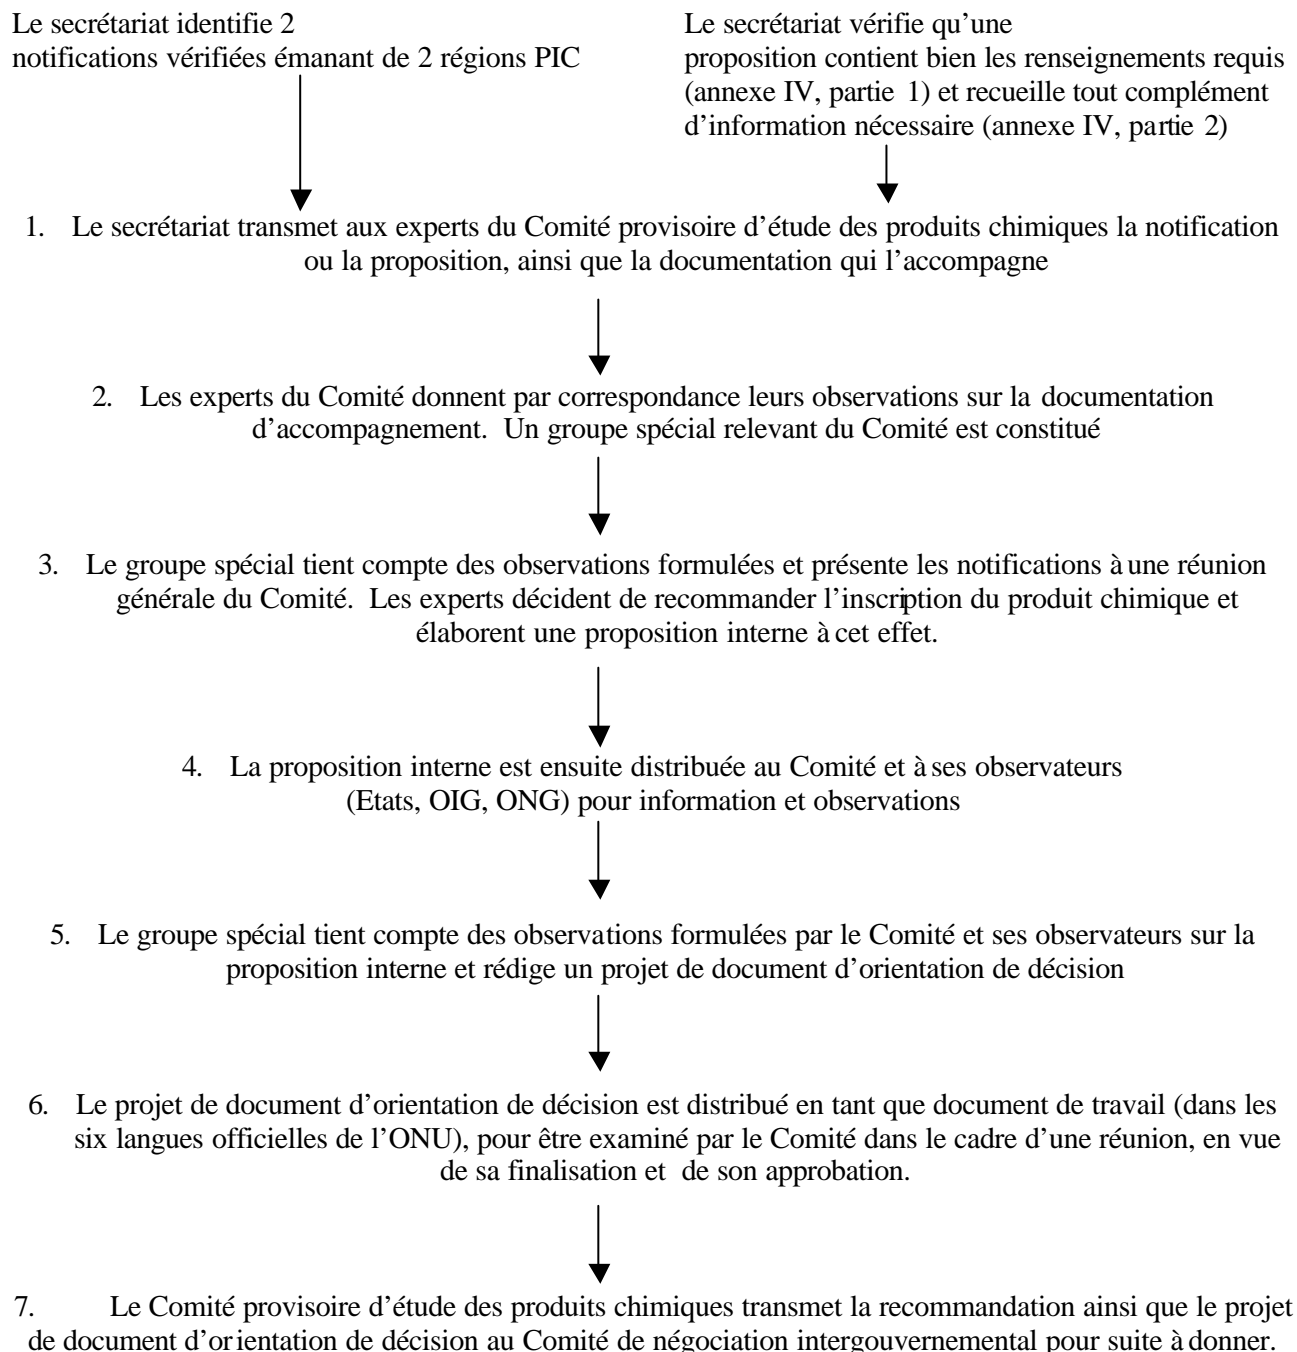 Le secrétariat identifie 2
notifications vérifiées émanant de 2 régions PIC
Le secrétariat vérifie qu'une
proposition contient bien les renseignements requis
(annexe IV, partie 1) et recueille tout complément
d'information nécessaire (annexe IV, partie 2)
1. Le secrétariat transmet aux experts du Comité provisoire d'étude des produits chimiques la notification
ou la proposition, ainsi que la documentation qui l'accompagne
2. Les experts du Comité donnent par correspondance leurs observations sur la documentation
d'accompagnement. Un groupe spécial relevant du Comité est constitué
3. Le groupe spécial tient compte des observations formulées et présente les notifications à une réunion
générale du Comité. Les experts décident de recommander l'inscription du produit chimique et
élaborent une proposition interne à cet effet.
4. La proposition interne est ensuite distribuée au Comité et à ses observateurs
(Etats, OIG, ONG) pour information et observations
5. Le groupe spécial tient compte des observations formulées par le Comité et ses observateurs sur la
proposition interne et rédige un projet de document d'orientation de décision
6. Le projet de document d'orientation de décision est distribué en tant que document de travail (dans les
six langues officielles de l'ONU), pour être examiné par le Comité dans le cadre d'une réunion, en vue
de sa finalisation et de son approbation.
7. Le Comité provisoire d'étude des produits chimiques transmet la recommandation ainsi que le projet
de document d'orientation de décision au Comité de négociation intergouvernemental pour suite à donner.